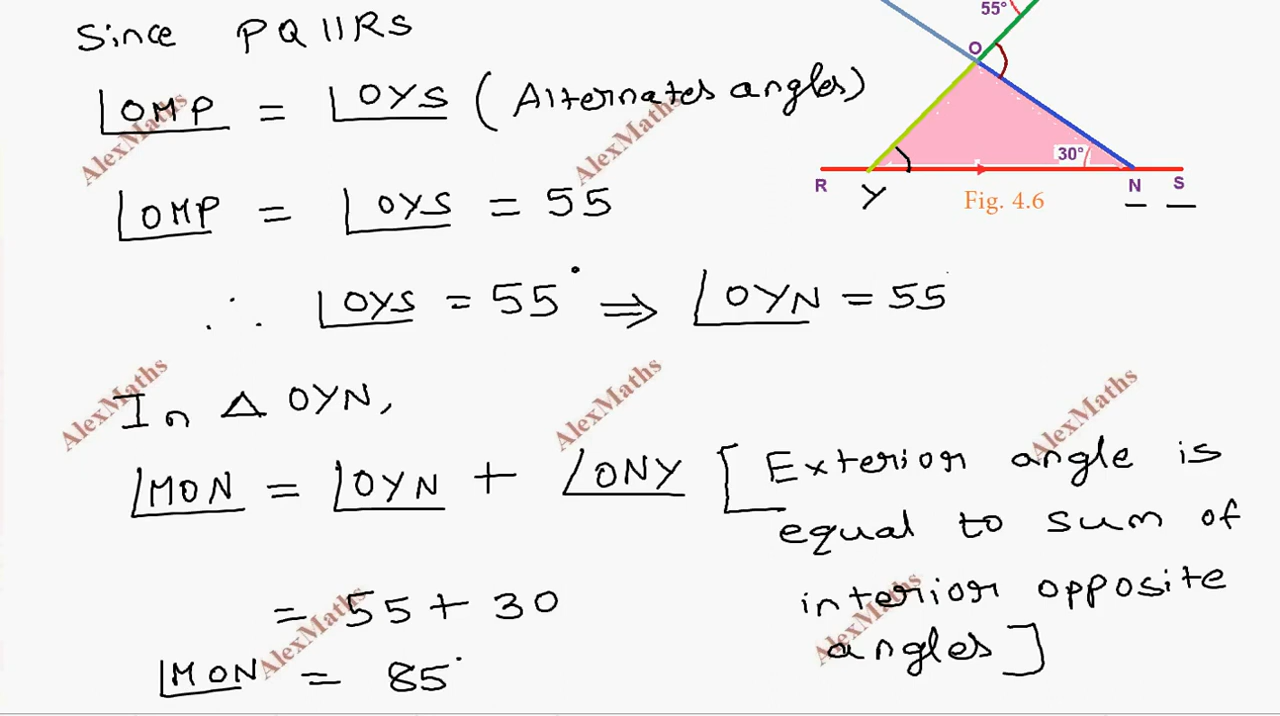 Since PQ || RS
∠OMP = ∠OYS (Alternates angles)
∠OMP = ∠OYS = 55
∴ ∠OYS = 55° ⇒ ∠OYN = 55
In Δ OYN,
∠MON = ∠OYN + ∠ONY [Exterior angle is
equal to sum of
interior opposite
angles]
= 55 + 30
∠MON = 85°
55°
O
30°
R
Y
N
S
Fig. 4.6
AlexMaths
AlexMaths
AlexMaths
AlexMaths
AlexMaths
AlexMaths
AlexMaths